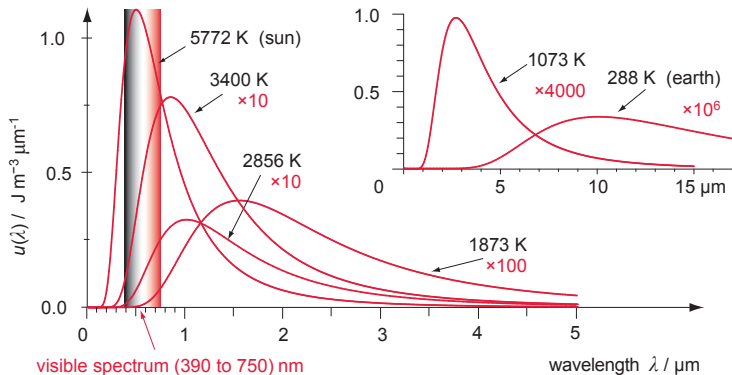 u(λ) / J m⁻³ μm⁻¹
1.0
0.5
0.0
5772 K (sun)
3400 K
×10
2856 K
×10
1873 K
×100
0
1
2
3
4
5
visible spectrum (390 to 750) nm
wavelength λ / μm
1.0
0.5
1073 K
×4000
288 K (earth)
×10⁶
0
5
10
15 μm